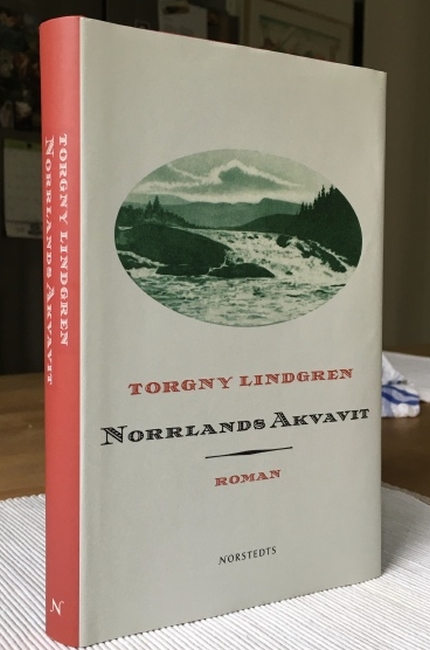 TORGNY LINDGREN
NORRLANDS AKVAVIT
N
TORGNY LINDGREN
NORRLANDS AKVAVIT
ROMAN
NORSTEDTS